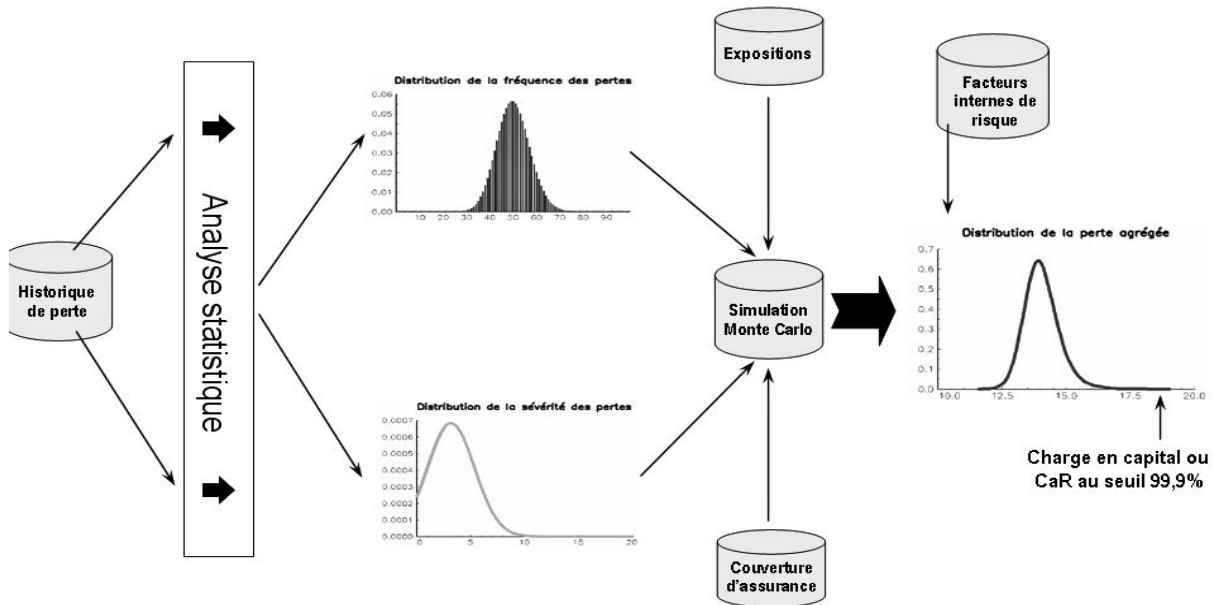 Expositions
Facteurs
internes de
risque
Distribution de la fréquence des pertes
0.06
0.05
0.04
0.03
0.02
0.01
0.00
10 20 30 40 50 60 70 80 90
Analyse statistique
Historique
de perte
Simulation
Monte Carlo
Distribution de la perte agrégée
0.7
0.6
0.5
0.4
0.3
0.2
0.1
0.0
10.0 12.5 15.0 17.5 20.0
Distribution de la sévérité des pertes
0.0007
0.0006
0.0005
0.0004
0.0003
0.0002
0.0001
0.0000
0 5 10 15 20
Charge en capital ou
CaR au seuil 99,9%
Couverture
d'assurance